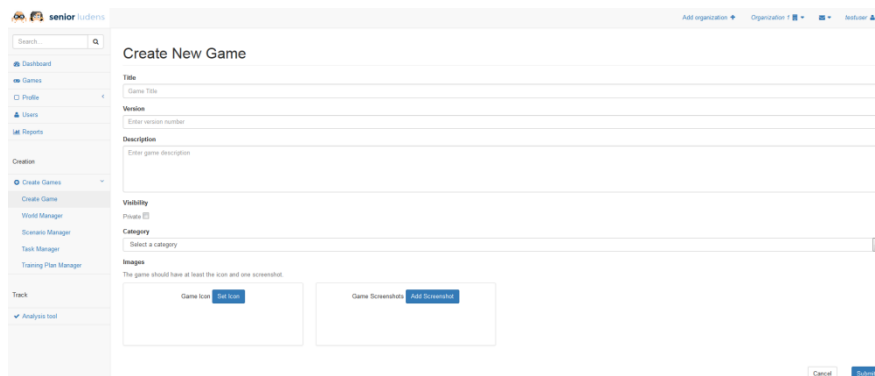 senior ludens
Add organization
Organization 1
testuser
Search...
Dashboard
Games
Profile
Users
Reports
Creation
Create Games
Create Game
World Manager
Scenario Manager
Task Manager
Training Plan Manager
Track
Analysis tool
Create New Game
Title
Game Title
Version
Enter version number
Description
Enter game description
Visibility
Private
Category
Select a category
Images
The game should have at least the icon and one screenshot.
Game Icon Set Icon
Game Screenshots Add Screenshot
Cancel Submit